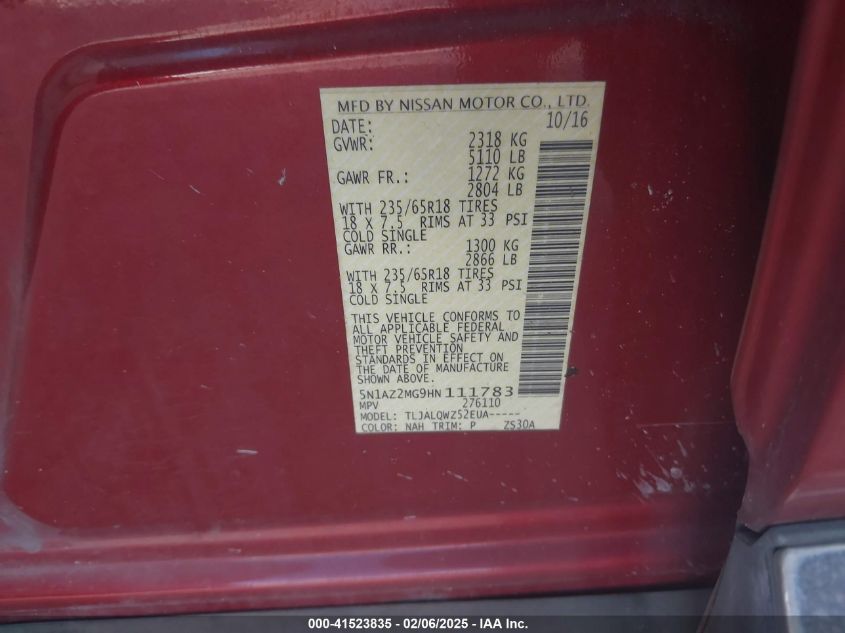 MFD BY NISSAN MOTOR CO., LTD.
DATE: 10/16
GVWR: 2318 KG
5110 LB
GAWR FR.: 1272 KG
2804 LB
WITH 235/65R18 TIRES
18 X 7.5 RIMS AT 33 PSI
COLD SINGLE
GAWR RR.: 1300 KG
2866 LB
WITH 235/65R18 TIRES
18 X 7.5 RIMS AT 33 PSI
COLD SINGLE
THIS VEHICLE CONFORMS TO
ALL APPLICABLE FEDERAL
MOTOR VEHICLE SAFETY AND
THEFT PREVENTION
STANDARDS IN EFFECT ON
THE DATE OF MANUFACTURE
SHOWN ABOVE.
5N1AZ2MG9HN111783
MPV 276110
MODEL: TLJALQWZ52EUA-----
COLOR: NAH TRIM: P ZS30A
000-41523835 - 02/06/2025 - IAA Inc.